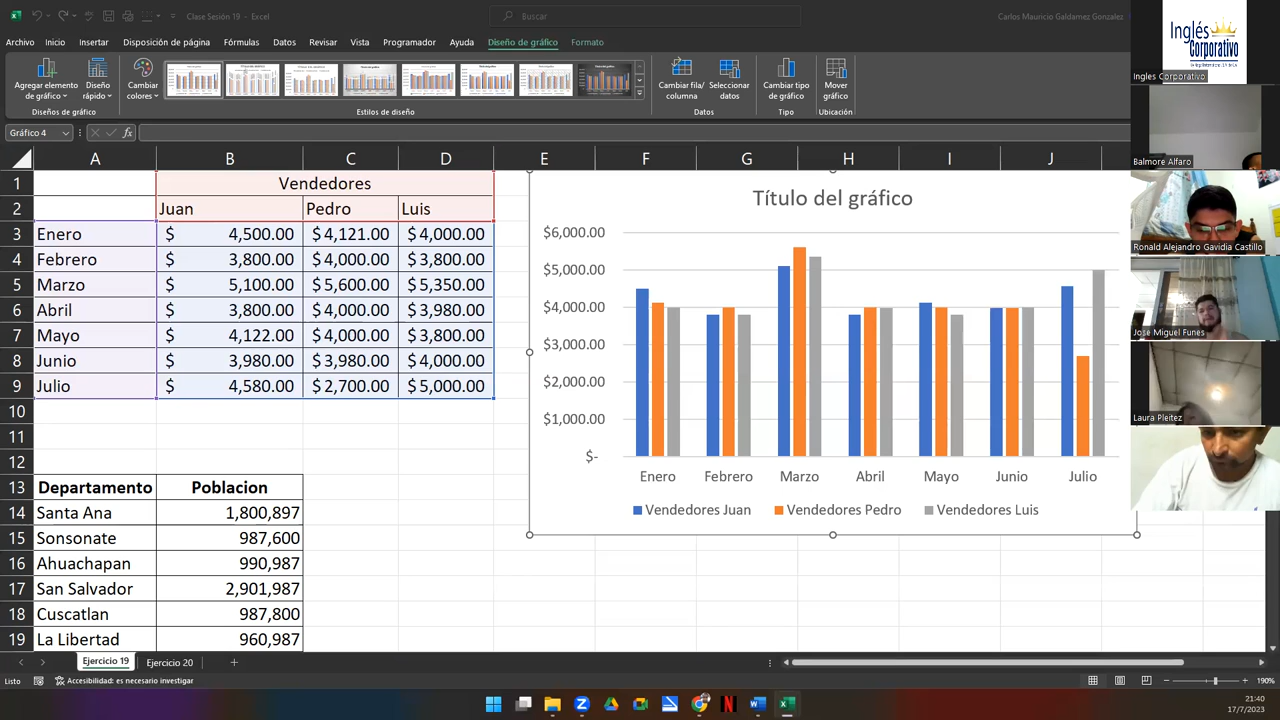 Clase Sesión 19 - Excel
Buscar
Carlos Mauricio Galdamez Gonzalez
Archivo Inicio Insertar Disposición de página Fórmulas Datos Revisar Vista Programador Ayuda Diseño de gráfico Formato
Agregar elemento de gráfico
Diseño rápido
Cambiar colores
Cambiar fila/ columna
Seleccionar datos
Cambiar tipo de gráfico
Mover gráfico
Diseños de gráfico Estilos de diseño Datos Tipo Ubicación
Gráfico 4 fx
A B C D E F G H I J
1 Vendedores
2 Juan Pedro Luis
3 Enero $ 4,500.00 $ 4,121.00 $ 4,000.00
4 Febrero $ 3,800.00 $ 4,000.00 $ 3,800.00
5 Marzo $ 5,100.00 $ 5,600.00 $ 5,350.00
6 Abril $ 3,800.00 $ 4,000.00 $ 3,980.00
7 Mayo $ 4,122.00 $ 4,000.00 $ 3,800.00
8 Junio $ 3,980.00 $ 3,980.00 $ 4,000.00
9 Julio $ 4,580.00 $ 2,700.00 $ 5,000.00
10
11
12
13 Departamento Poblacion
14 Santa Ana 1,800,897
15 Sonsonate 987,600
16 Ahuachapan 990,987
17 San Salvador 2,901,987
18 Cuscatlan 987,800
19 La Libertad 960,987
Título del gráfico
$6,000.00
$5,000.00
$4,000.00
$3,000.00
$2,000.00
$1,000.00
$-
Enero Febrero Marzo Abril Mayo Junio Julio
Vendedores Juan Vendedores Pedro Vendedores Luis
Inglés
Corporativo
Ingles Corporativo
Balmore Alfaro
Ronald Alejandro Gavidia Castillo
Jose Miguel Funes
Laura Pleitez
Ejercicio 19 Ejercicio 20
Listo
Accesibilidad: es necesario investigar
190%
21:40
17/7/2023